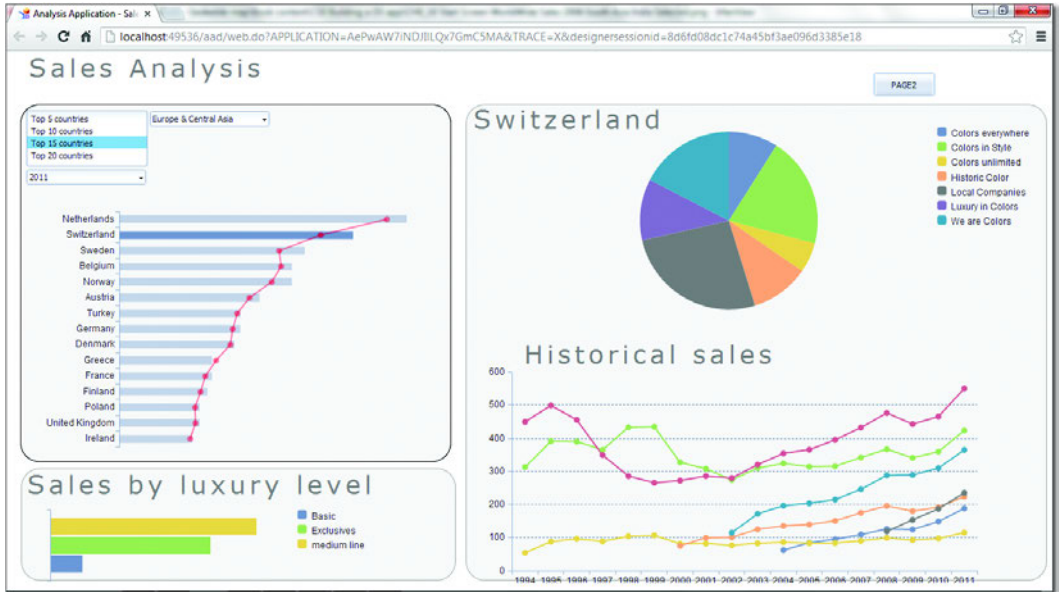 Analysis Application - Sale
localhost:49536/aad/web.do?APPLICATION=AePwAW7iNDJIlLQx7GmC5MA&TRACE=X&designersessionid=8d6fd08dc1c74a45bf3ae096d3385e18
Sales Analysis
PAGE2
Top 5 countries
Top 10 countries
Top 15 countries
Top 20 countries
Europe & Central Asia
2011
Netherlands
Switzerland
Sweden
Belgium
Norway
Austria
Turkey
Germany
Denmark
Greece
France
Finland
Poland
United Kingdom
Ireland
Sales by luxury level
Basic
Exclusives
medium line
Switzerland
Colors everywhere
Colors in Style
Colors unlimited
Historic Color
Local Companies
Luxury in Colors
We are Colors
Historical sales
600
500
400
300
200
100
0
1994 1995 1996 1997 1998 1999 2000 2001 2002 2003 2004 2005 2006 2007 2008 2009 2010 2011